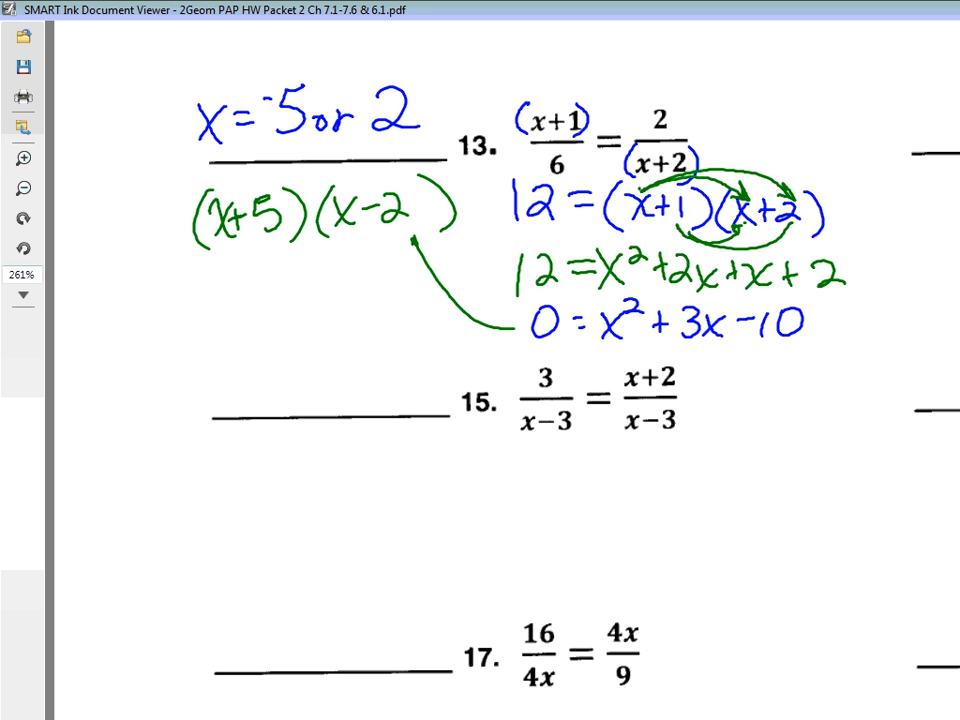 SMART Ink Document Viewer - 2Geom PAP HW Packet 2 Ch 7.1-7.6 & 6.1.pdf
x = -5 or 2
13. (x+1)/6 = 2/(x+2)
(x+5)(x-2)
12 = (x+1)(x+2)
12 = x²+2x+x+2
0 = x²+3x-10
261%
15. 3/x-3 = x+2/x-3
17. 16/4x = 4x/9